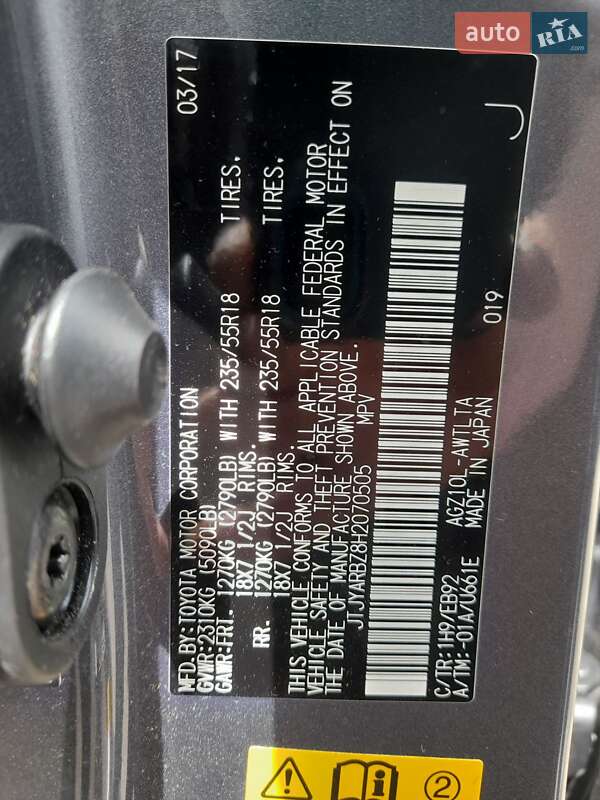 auto RIA.com
MFD. BY: TOYOTA MOTOR CORPORATION 03/17
GVWR: 2310KG (5090LB)
GAWR: FRT. 1270KG (2790LB) WITH 235/55R18 TIRES,
18X7 1/2J RIMS.
RR. 1270KG (2790LB) WITH 235/55R18 TIRES,
18X7 1/2J RIMS.
THIS VEHICLE CONFORMS TO ALL APPLICABLE FEDERAL MOTOR
VEHICLE SAFETY AND THEFT PREVENTION STANDARDS IN EFFECT ON
THE DATE OF MANUFACTURE SHOWN ABOVE.
JTJYARBZ8H2070505 MPV
C/TR: 1H9/EB92 AGZ10L-AWTLTA 019
A/TM: -01A/U661E MADE IN JAPAN J
2